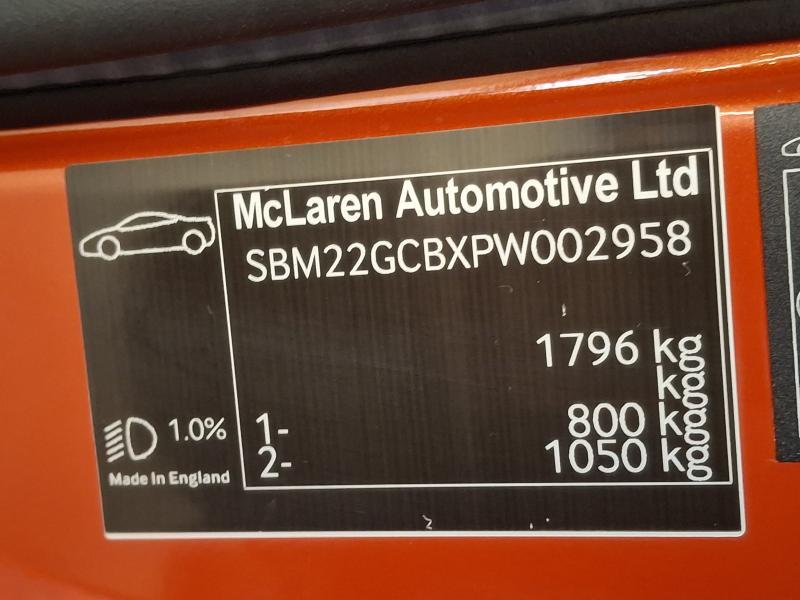 McLaren Automotive Ltd
SBM22GCBXPW002958
1796 kg
kg
1- 800 kg
2- 1050 kg
1.0%
Made In England